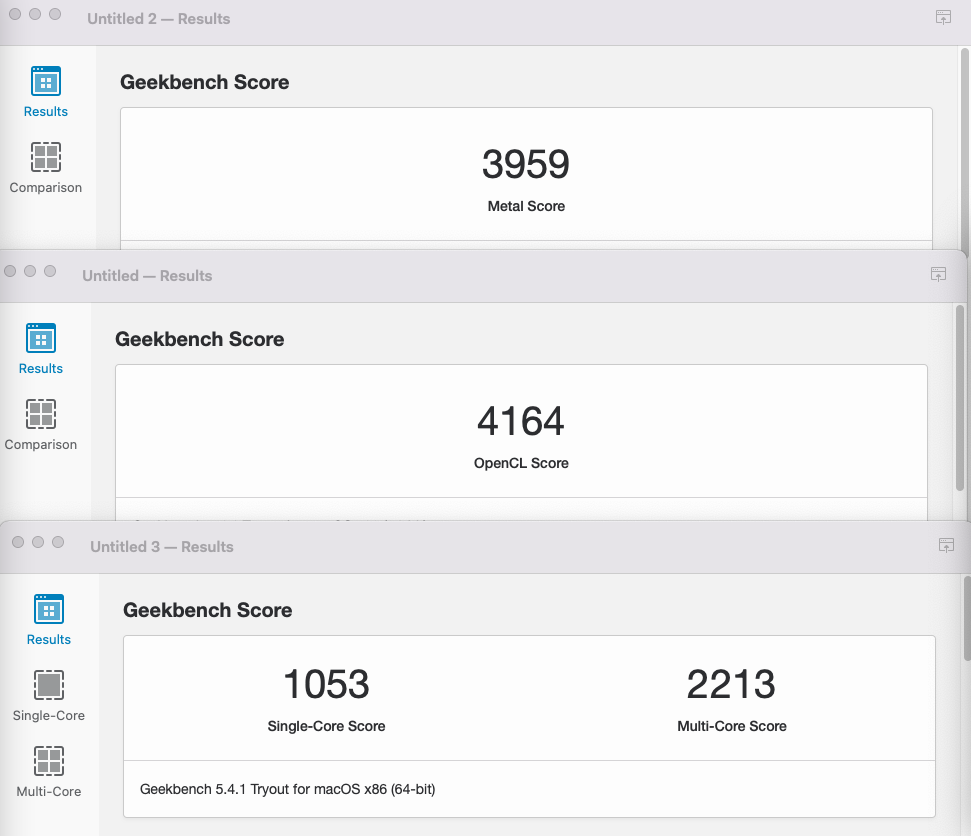 Untitled 2 — Results
Results
Comparison
Geekbench Score
3959
Metal Score
Untitled — Results
Results
Comparison
Geekbench Score
4164
OpenCL Score
Untitled 3 — Results
Results
Single-Core
Multi-Core
Geekbench Score
1053 2213
Single-Core Score Multi-Core Score
Geekbench 5.4.1 Tryout for macOS x86 (64-bit)